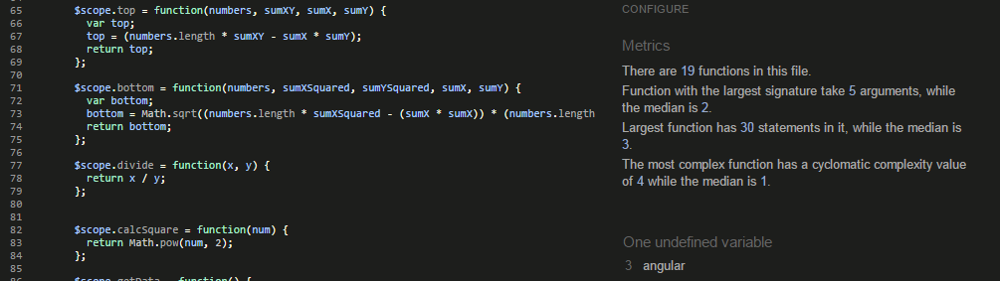 65 $scope.top = function(numbers, sumXY, sumX, sumY) {
66 var top;
67 top = (numbers.length * sumXY - sumX * sumY);
68 return top;
69 };
70
71 $scope.bottom = function(numbers, sumXSquared, sumYSquared, sumX, sumY) {
72 var bottom;
73 bottom = Math.sqrt((numbers.length * sumXSquared - (sumX * sumX)) * (numbers.length
74 return bottom;
75 };
76
77 $scope.divide = function(x, y) {
78 return x / y;
79 };
80
81
82 $scope.calcSquare = function(num) {
83 return Math.pow(num, 2);
84 };
85
86 $scope.getData = function() {
CONFIGURE
Metrics
There are 19 functions in this file.
Function with the largest signature take 5 arguments, while
the median is 2.
Largest function has 30 statements in it, while the median is
3.
The most complex function has a cyclomatic complexity value
of 4 while the median is 1.
One undefined variable
3 angular